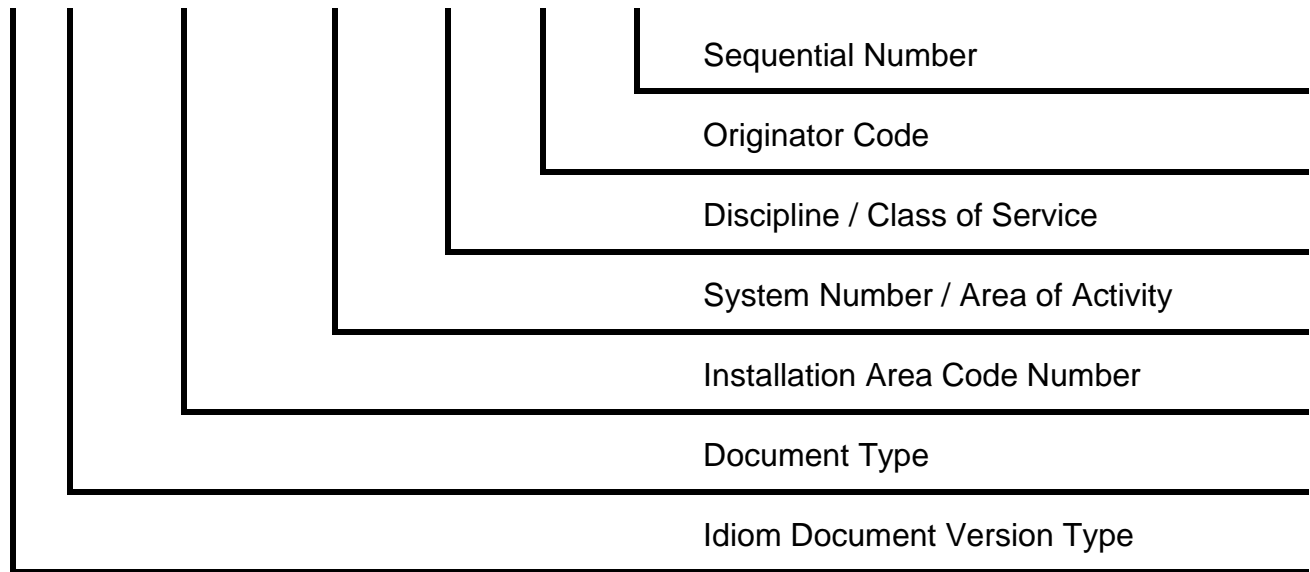 Sequential Number
Originator Code
Discipline / Class of Service
System Number / Area of Activity
Installation Area Code Number
Document Type
Idiom Document Version Type